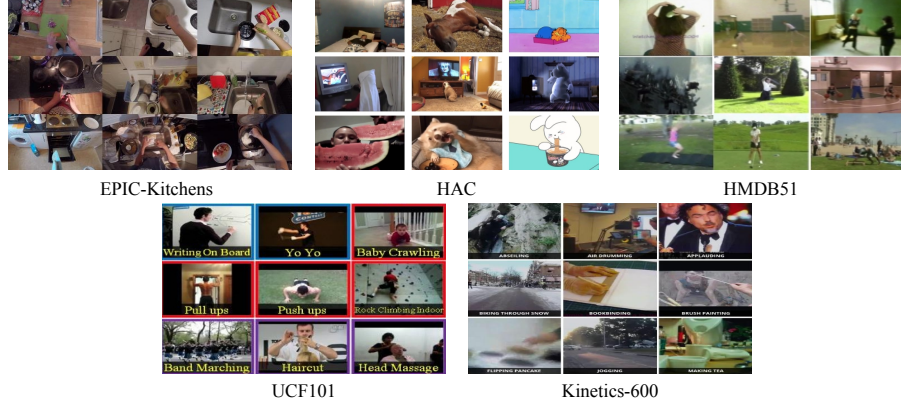 EPIC-Kitchens
HAC
HMDB51
Writing On Board
Yo Yo
Baby Crawling
Pull ups
Push ups
Rock Climbing Indoor
Band Marching
Haircut
Head Massage
UCF101
ABSEILING
AIR DRUMMING
APPLAUDING
BIKING THROUGH SNOW
BOOKBINDING
BRUSH PAINTING
FLIPPING PANCAKE
JOGGING
MAKING TEA
Kinetics-600